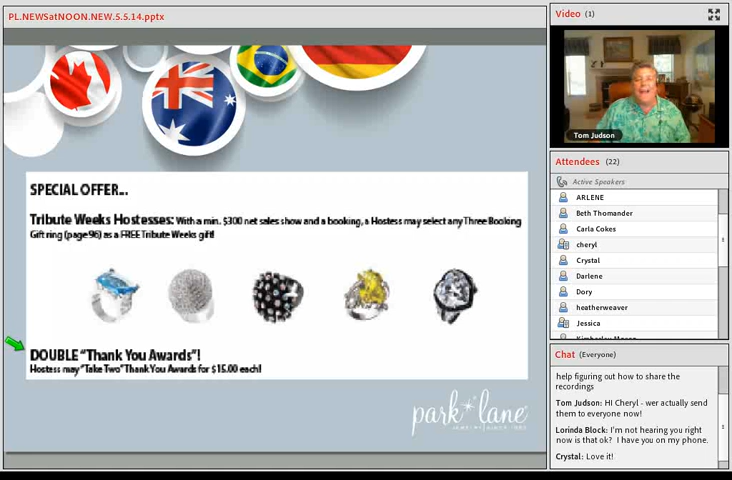 PL.NEWSatNOON.NEW.5.5.14.pptx
SPECIAL OFFER...
Tribute Weeks Hostesses: With a min. $300 net sales show and a booking, a Hostess may select any Three Booking
Gift ring (page 96) as a FREE Tribute Weeks gift!
DOUBLE "Thank You Awards"!
Hostess may "Take Two" Thank You Awards for $15.00 each!
park lane
Video (1)
Tom Judson
Attendees (22)
Active Speakers
ARLENE
Beth Thomander
Carla Cokes
cheryl
Crystal
Darlene
Dory
heatherweaver
Jessica
Chat (Everyone)
help figuring out how to share the
recordings
Tom Judson: HI Cheryl - wer actually send
them to everyone now!
Lorinda Block: I'm not hearing you right
now is that ok? I have you on my phone.
Crystal: Love it!